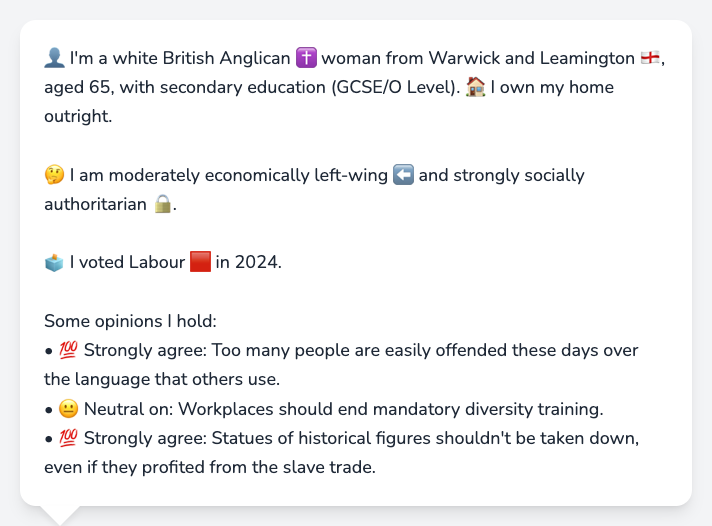 👤 I'm a white British Anglican ✝️ woman from Warwick and Leamington 🏴󠁧󠁢󠁥󠁮󠁧󠁿,
aged 65, with secondary education (GCSE/O Level). 🏠 I own my home
outright.
🤔 I am moderately economically left-wing ⬅️ and strongly socially
authoritarian 🔒.
🗳️ I voted Labour 🟥 in 2024.
Some opinions I hold:
• 💯 Strongly agree: Too many people are easily offended these days over
the language that others use.
• 😐 Neutral on: Workplaces should end mandatory diversity training.
• 💯 Strongly agree: Statues of historical figures shouldn't be taken down,
even if they profited from the slave trade.